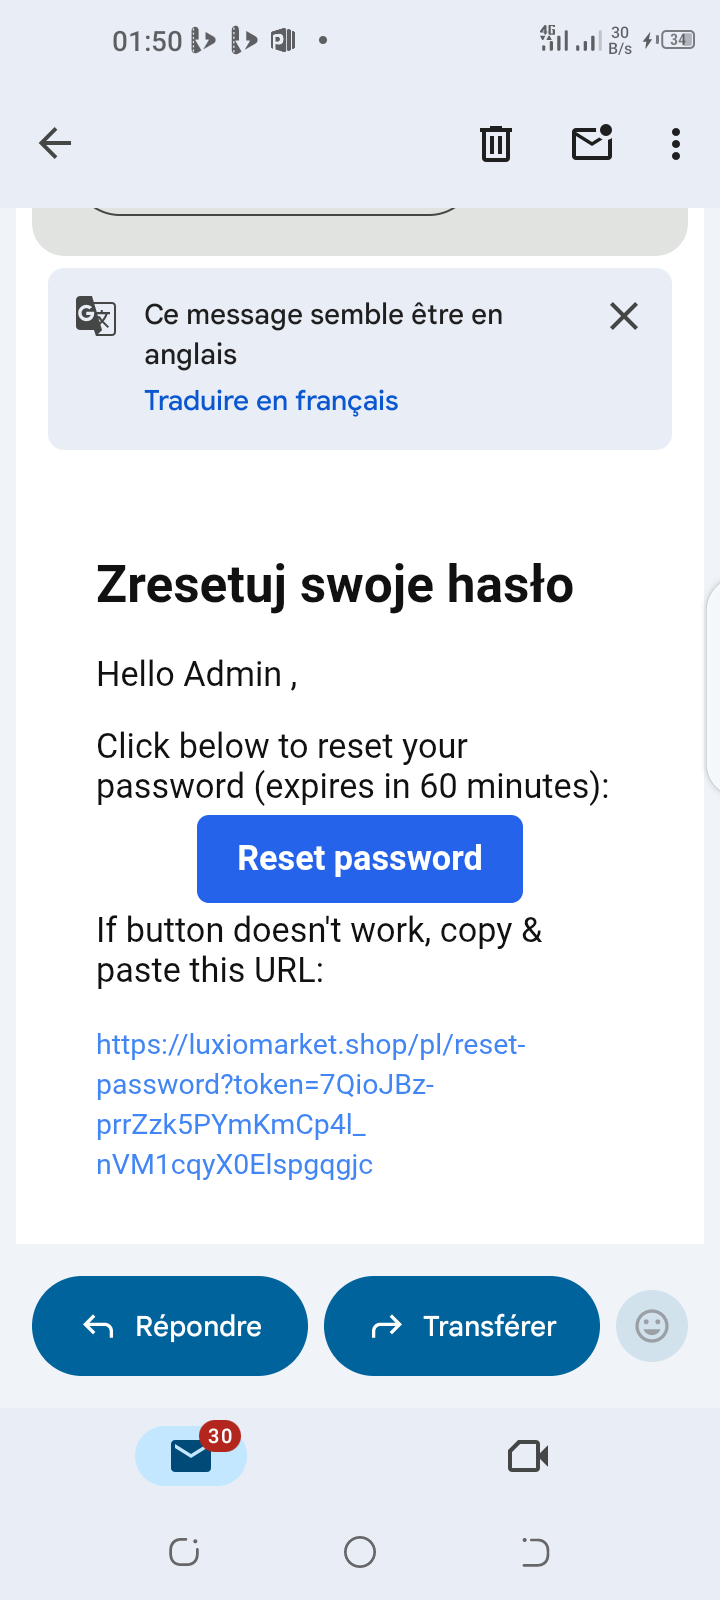 01:50
4G
30
B/s
34
Ce message semble être en
anglais
Traduire en français
Zresetuj swoje hasło
Hello Admin ,
Click below to reset your
password (expires in 60 minutes):
Reset password
If button doesn't work, copy &
paste this URL:
https://luxiomarket.shop/pl/reset-
password?token=7QioJBz-
prrZzk5PYmKmCp4l_
nVM1cqyX0Elspgqgjc
Répondre
Transférer
30